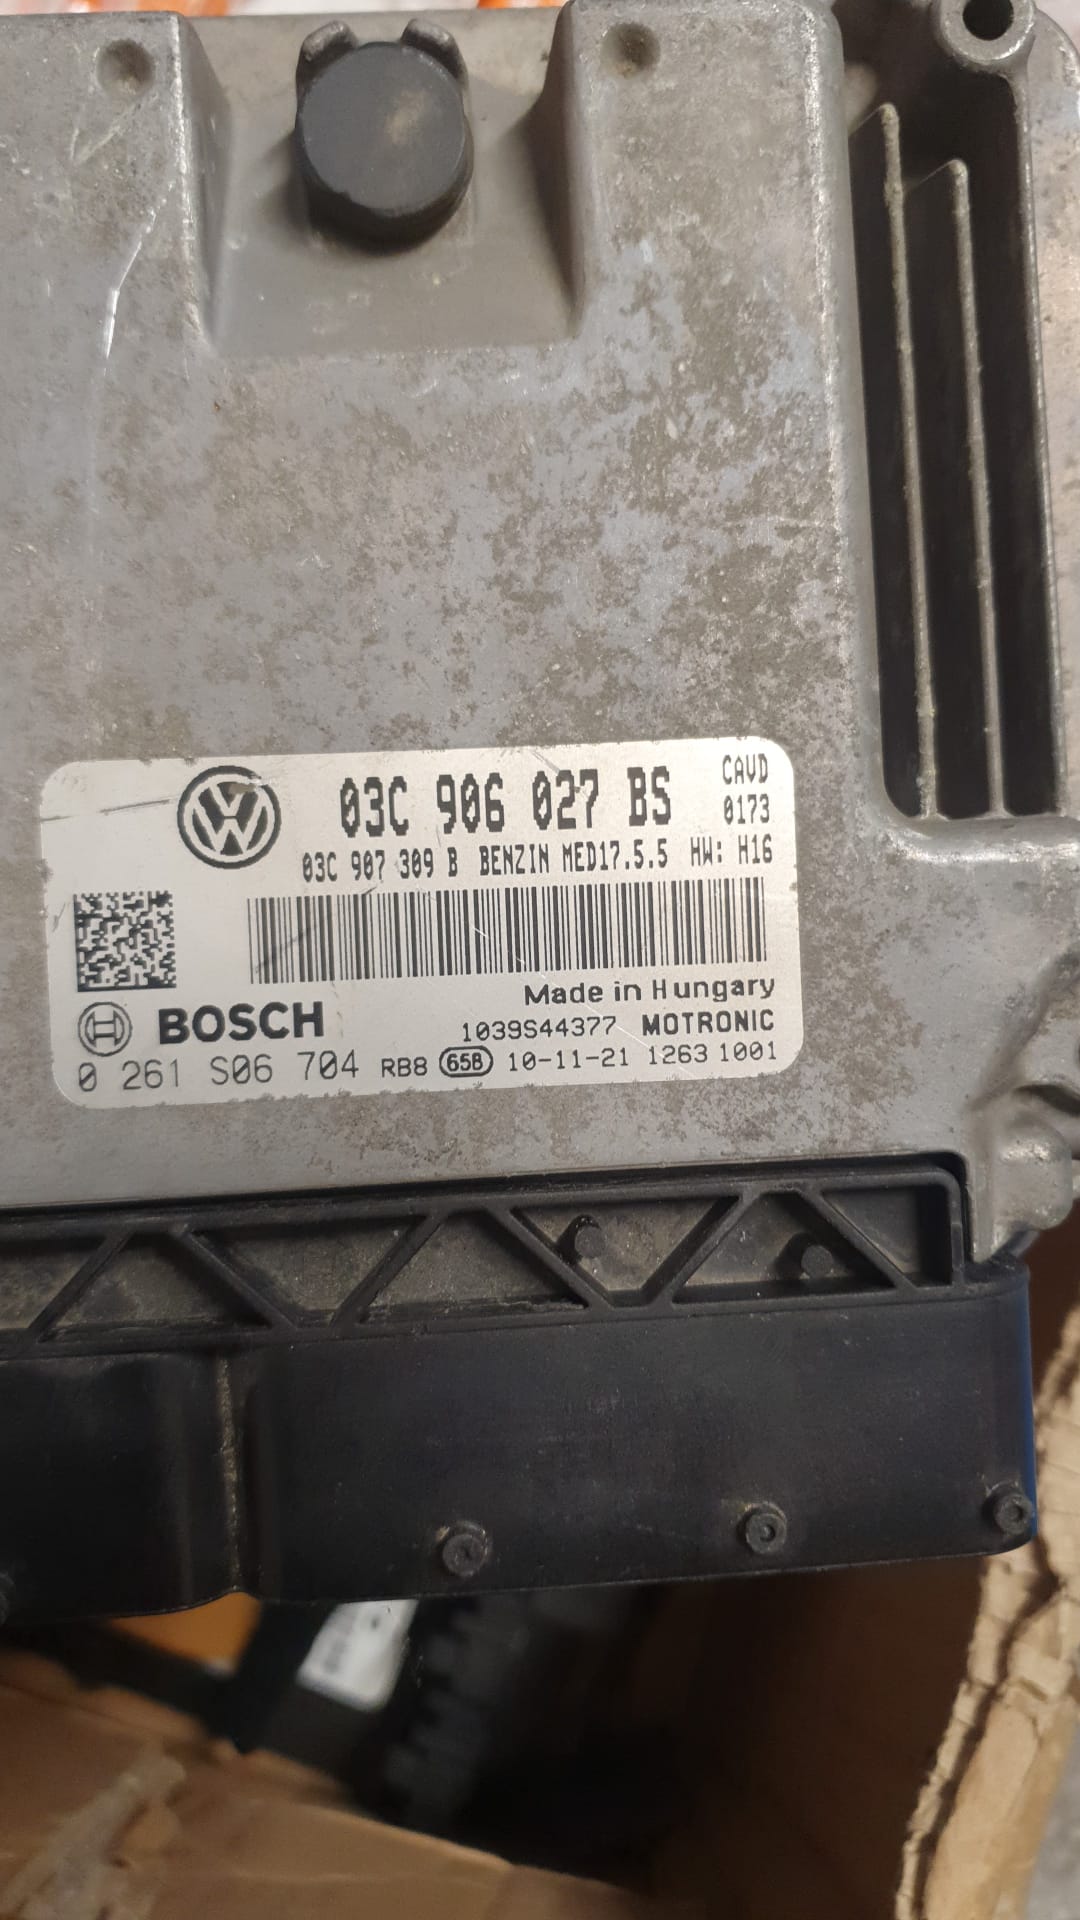 03C 906 027 BS
CAVD
0173
03C 907 309 B BENZIN MED17.5.5 HW: H16
Made in Hungary
BOSCH
1039S44377 MOTRONIC
0 261 S06 704 RB8 65B 10-11-21 1263 1001